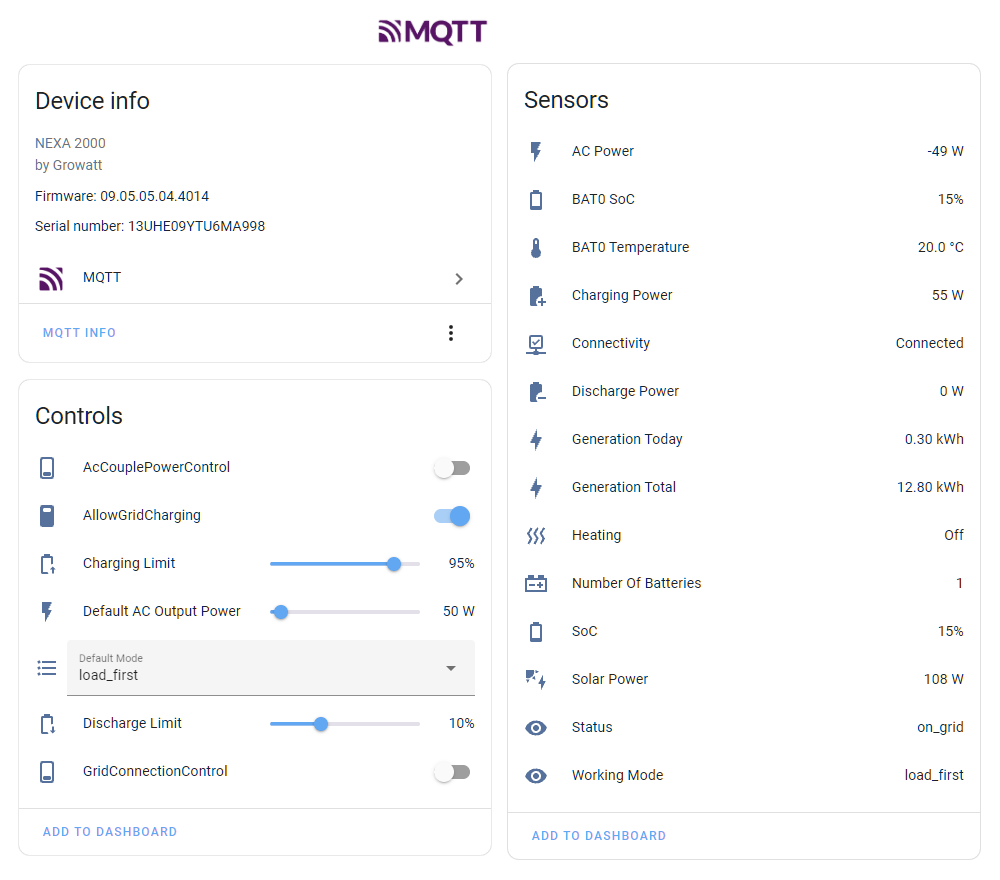 MQTT
Device info
NEXA 2000
by Growatt
Firmware: 09.05.05.04.4014
Serial number: 13UHE09YTU6MA998
MQTT
MQTT INFO
Controls
AcCouplePowerControl
AllowGridCharging
Charging Limit 95%
Default AC Output Power 50 W
Default Mode
load_first
Discharge Limit 10%
GridConnectionControl
ADD TO DASHBOARD
Sensors
AC Power -49 W
BAT0 SoC 15%
BAT0 Temperature 20.0 °C
Charging Power 55 W
Connectivity Connected
Discharge Power 0 W
Generation Today 0.30 kWh
Generation Total 12.80 kWh
Heating Off
Number Of Batteries 1
SoC 15%
Solar Power 108 W
Status on_grid
Working Mode load_first
ADD TO DASHBOARD